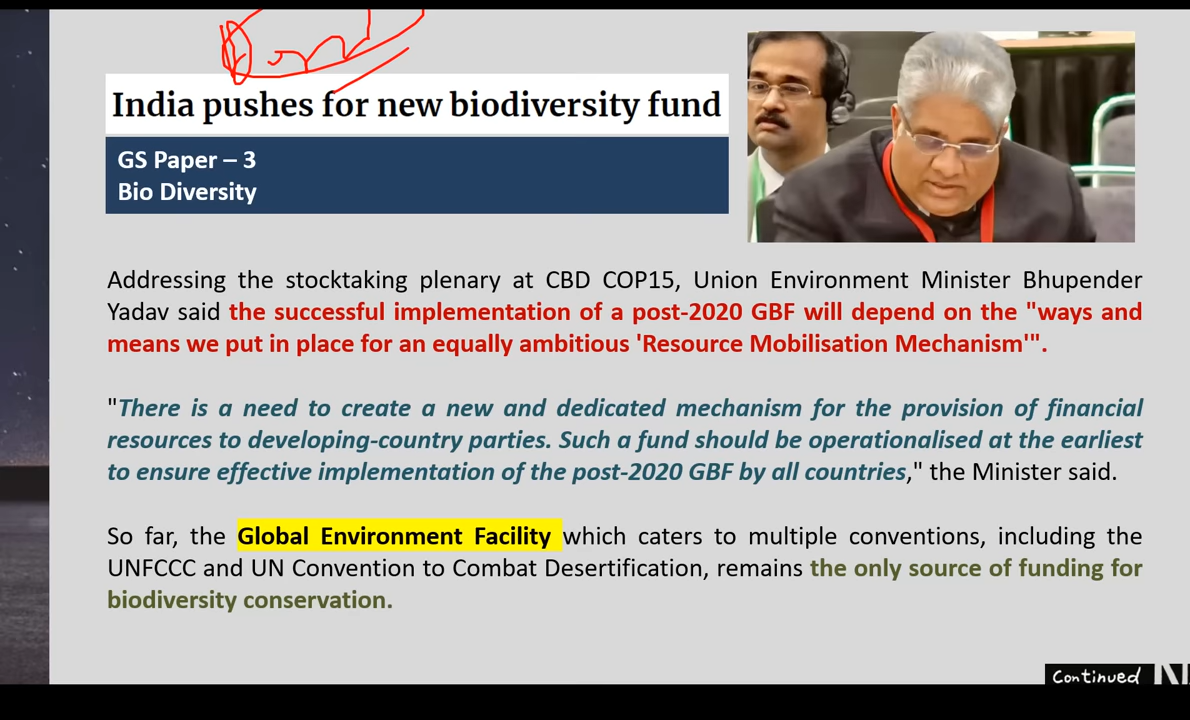 India pushes for new biodiversity fund
GS Paper – 3
Bio Diversity
Addressing the stocktaking plenary at CBD COP15, Union Environment Minister Bhupender
Yadav said the successful implementation of a post-2020 GBF will depend on the "ways and
means we put in place for an equally ambitious 'Resource Mobilisation Mechanism'".
"There is a need to create a new and dedicated mechanism for the provision of financial
resources to developing-country parties. Such a fund should be operationalised at the earliest
to ensure effective implementation of the post-2020 GBF by all countries," the Minister said.
So far, the Global Environment Facility which caters to multiple conventions, including the
UNFCCC and UN Convention to Combat Desertification, remains the only source of funding for
biodiversity conservation.
Continued